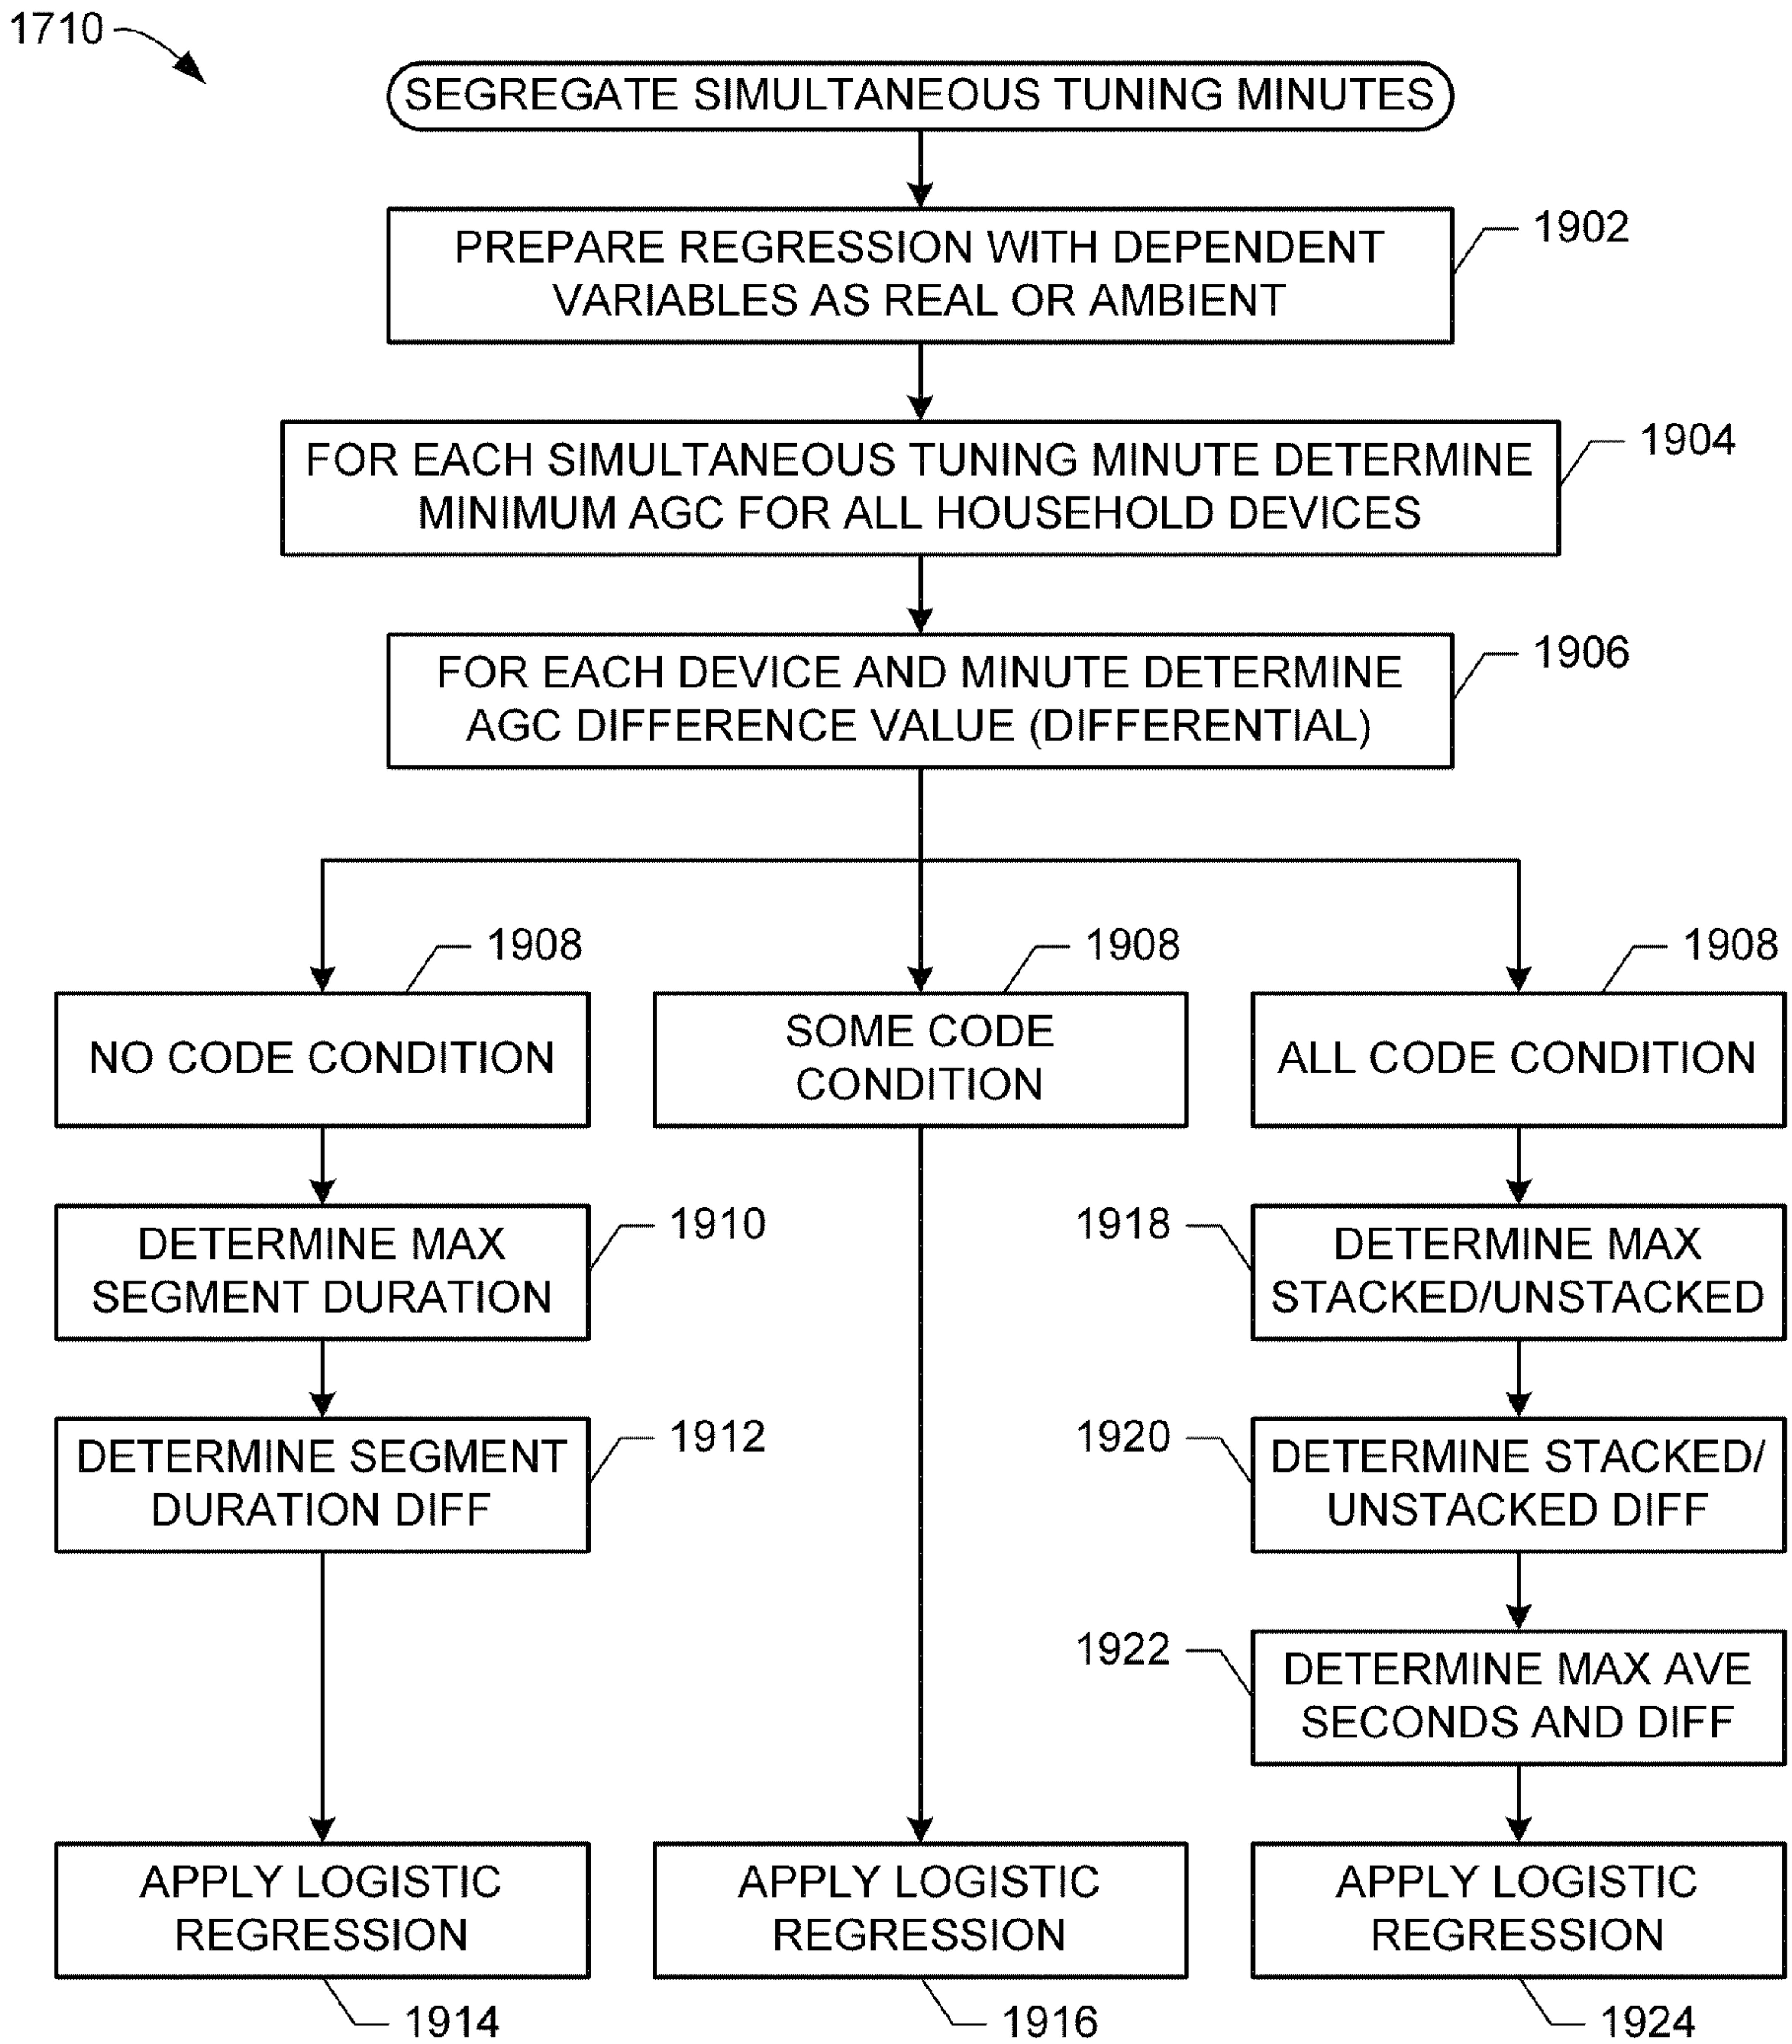 1710
SEGREGATE SIMULTANEOUS TUNING MINUTES
1902
PREPARE REGRESSION WITH DEPENDENT
VARIABLES AS REAL OR AMBIENT
1904
FOR EACH SIMULTANEOUS TUNING MINUTE DETERMINE
MINIMUM AGC FOR ALL HOUSEHOLD DEVICES
1906
FOR EACH DEVICE AND MINUTE DETERMINE
AGC DIFFERENCE VALUE (DIFFERENTIAL)
1908
NO CODE CONDITION
1908
SOME CODE
CONDITION
1908
ALL CODE CONDITION
1910
DETERMINE MAX
SEGMENT DURATION
1918
DETERMINE MAX
STACKED/UNSTACKED
1912
DETERMINE SEGMENT
DURATION DIFF
1920
DETERMINE STACKED/
UNSTACKED DIFF
1922
DETERMINE MAX AVE
SECONDS AND DIFF
APPLY LOGISTIC
REGRESSION
1914
APPLY LOGISTIC
REGRESSION
1916
APPLY LOGISTIC
REGRESSION
1924